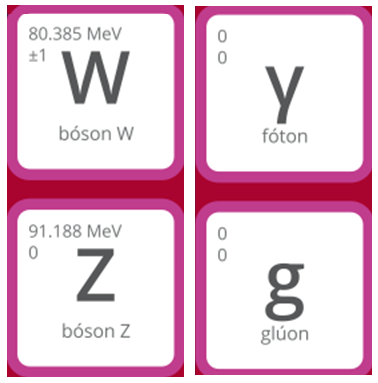 80.385 MeV
±1
W
bóson W
0
0
γ
fóton
91.188 MeV
0
Z
bóson Z
0
0
g
glúon